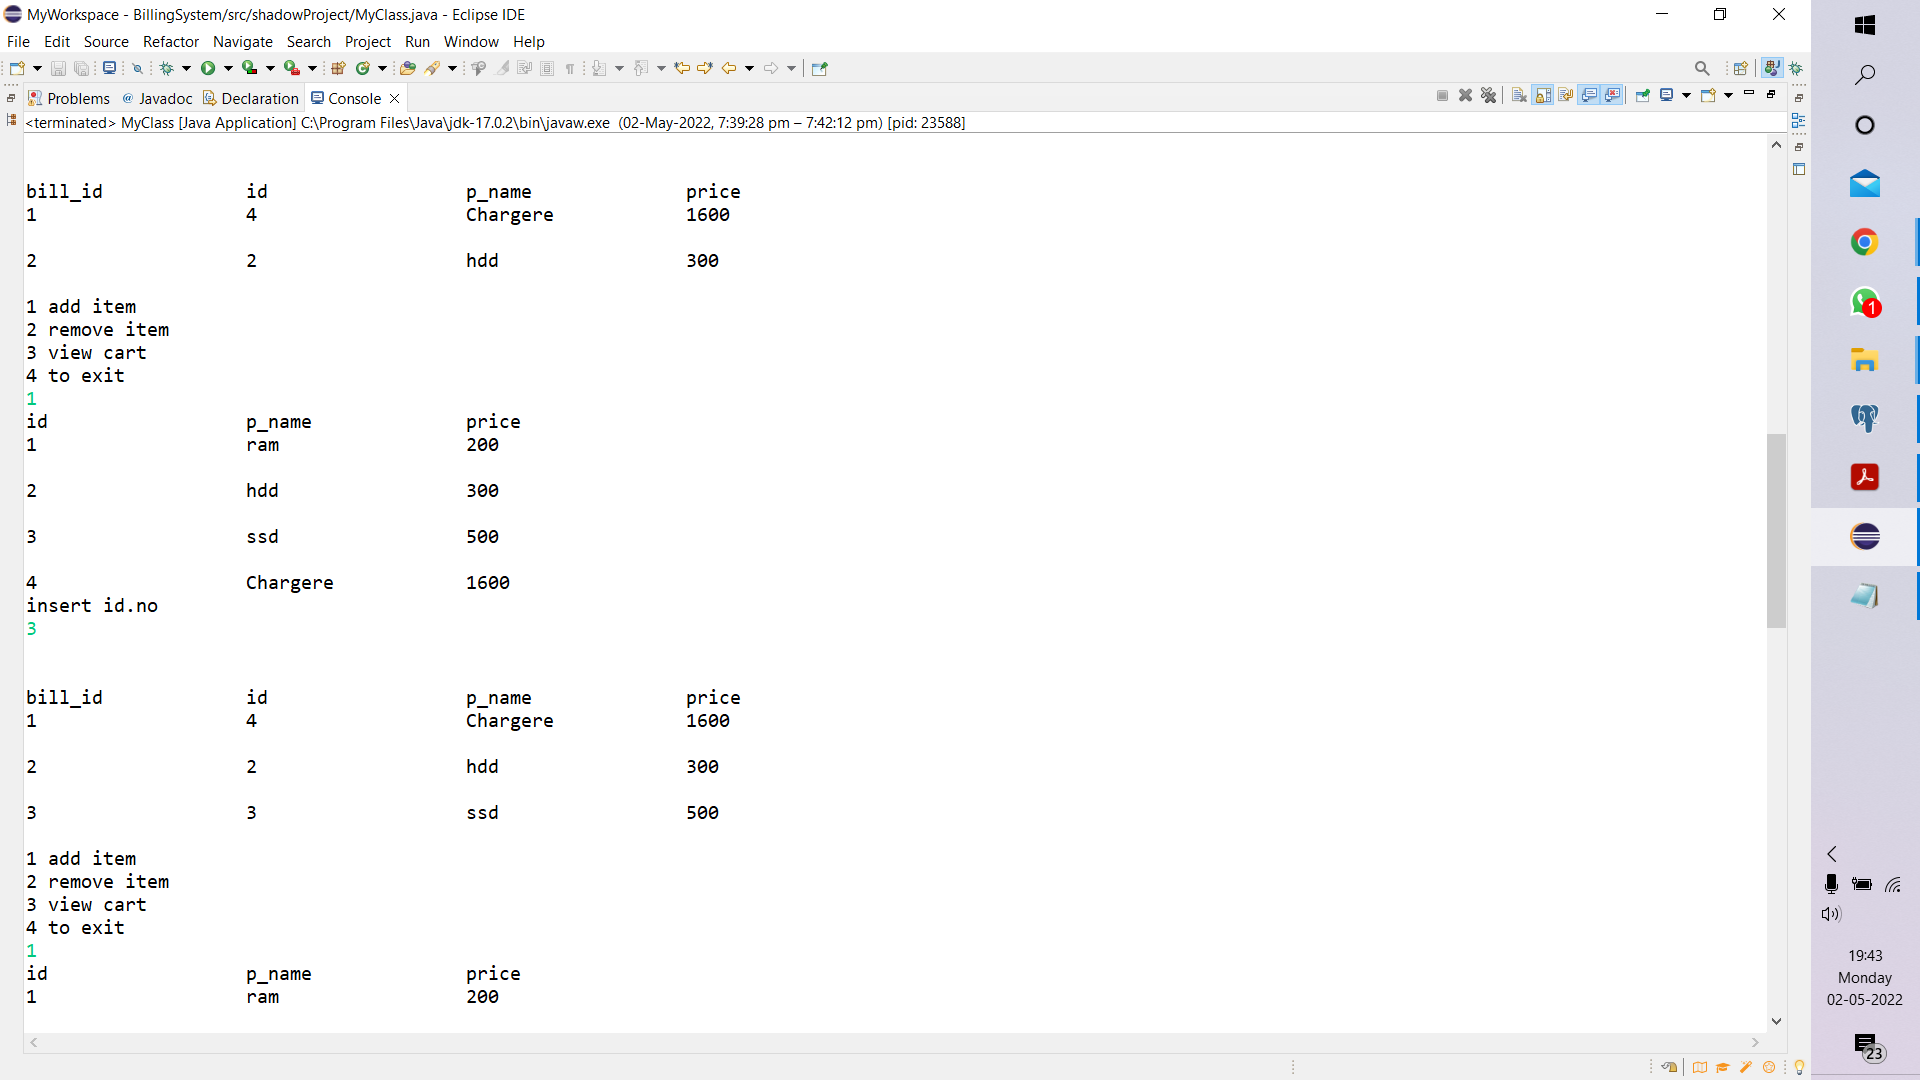 MyWorkspace - BillingSystem/src/shadowProject/MyClass.java - Eclipse IDE
File Edit Source Refactor Navigate Search Project Run Window Help
Problems @ Javadoc Declaration Console
<terminated> MyClass [Java Application] C:\Program Files\Java\jdk-17.0.2\bin\javaw.exe (02-May-2022, 7:39:28 pm – 7:42:12 pm) [pid: 23588]
bill_id id p_name price
1 4 Chargere 1600
2 2 hdd 300
1 add item
2 remove item
3 view cart
4 to exit
1
id p_name price
1 ram 200
2 hdd 300
3 ssd 500
4 Chargere 1600
insert id.no
3
bill_id id p_name price
1 4 Chargere 1600
2 2 hdd 300
3 3 ssd 500
1 add item
2 remove item
3 view cart
4 to exit
1
id p_name price
1 ram 200
1
19:43
Monday
02-05-2022
23